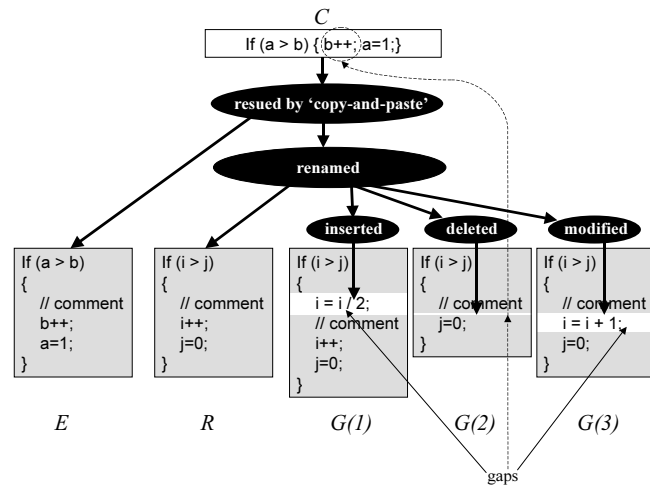 C
If (a > b) { b++; a=1;}
resued by ‘copy-and-paste’
renamed
inserted
deleted
modified
If (a > b)
{
// comment
b++;
a=1;
}
If (i > j)
{
// comment
i++;
j=0;
}
If (i > j)
{
i = i / 2;
// comment
i++;
j=0;
}
If (i > j)
{
// comment
j=0;
}
If (i > j)
{
// comment
i = i + 1;
j=0;
}
E
R
G(1)
G(2)
G(3)
gaps